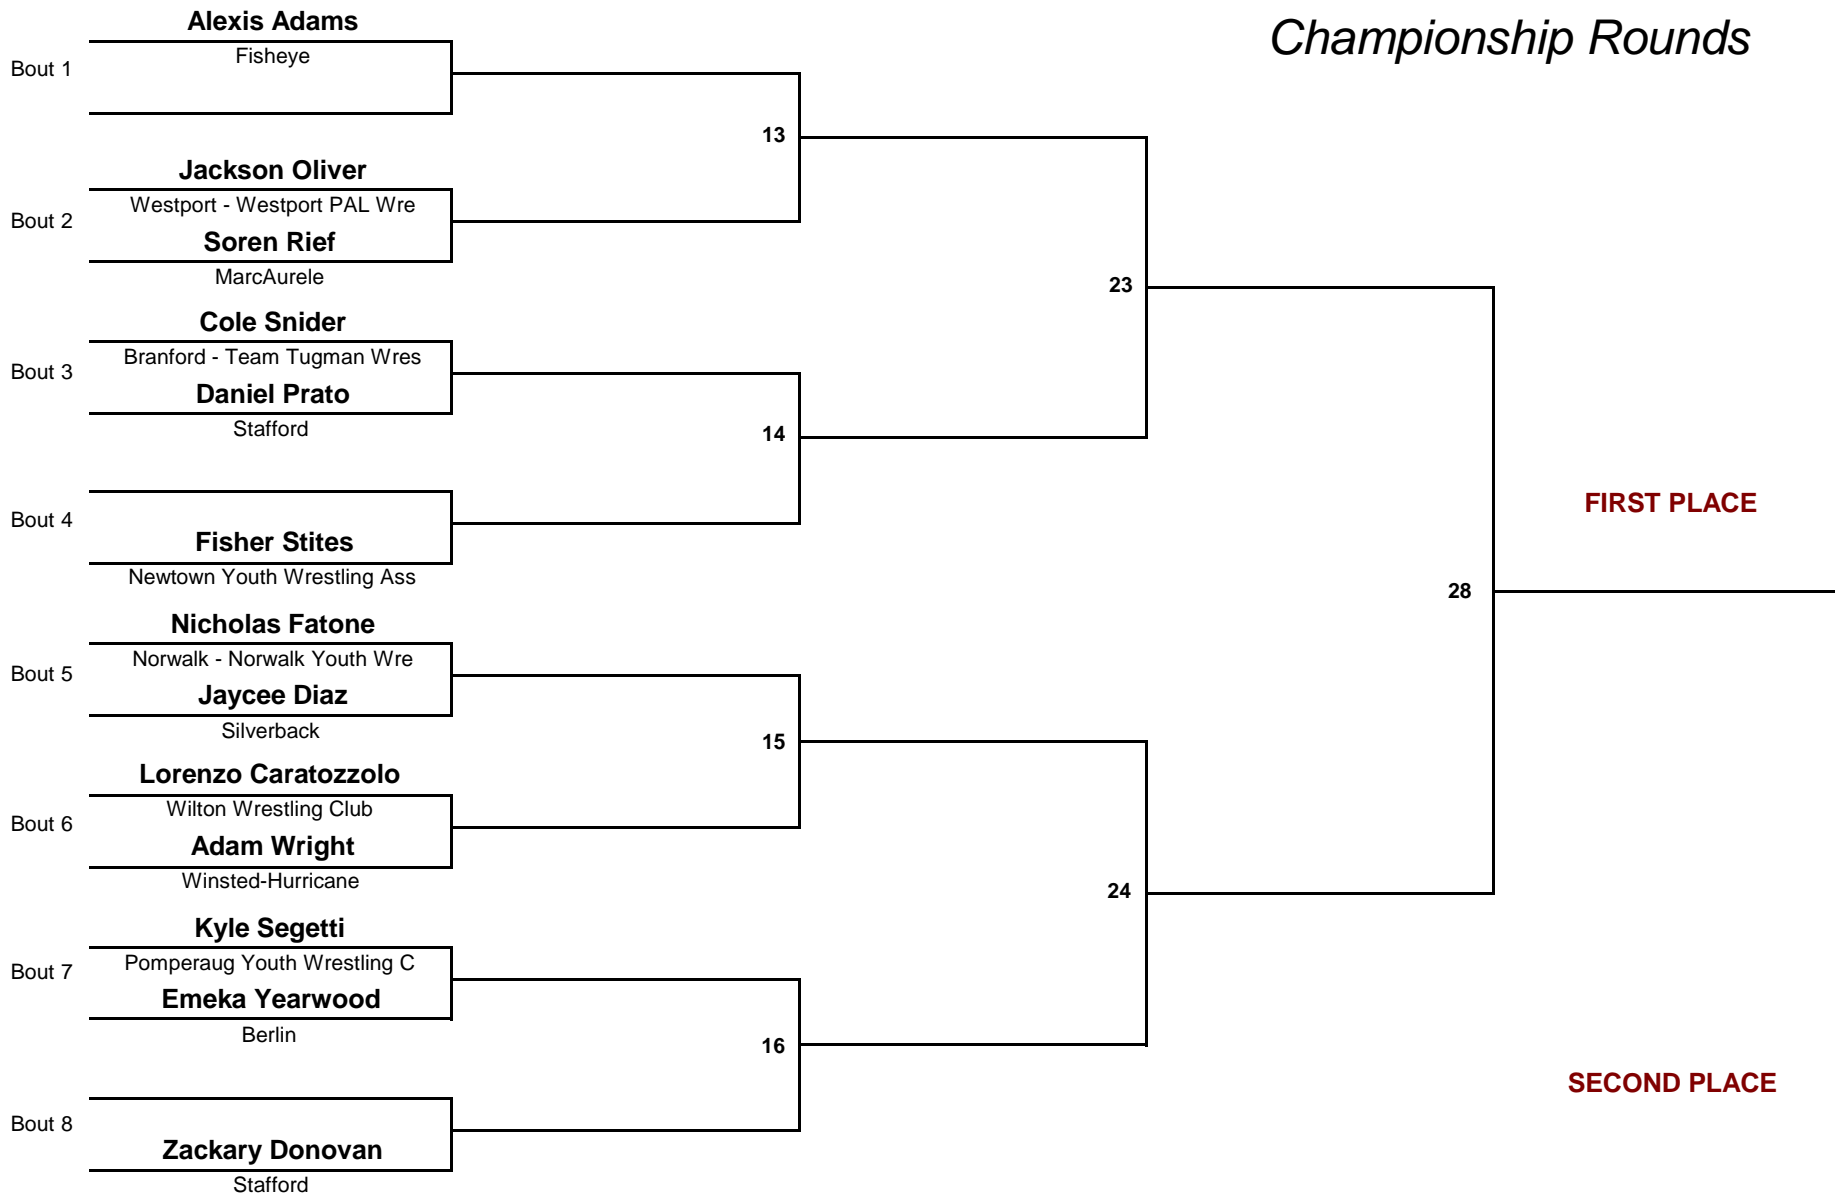 Championship Rounds
Alexis Adams
Bout 1
Fisheye
13
Jackson Oliver
Bout 2
Westport - Westport PAL Wre
Soren Rief
MarcAurele
23
Cole Snider
Bout 3
Branford - Team Tugman Wres
Daniel Prato
Stafford
14
Bout 4
Fisher Stites
Newtown Youth Wrestling Ass
FIRST PLACE
28
Nicholas Fatone
Bout 5
Norwalk - Norwalk Youth Wre
Jaycee Diaz
Silverback
15
Lorenzo Caratozzolo
Bout 6
Wilton Wrestling Club
Adam Wright
Winsted-Hurricane
24
Kyle Segetti
Bout 7
Pomperaug Youth Wrestling C
Emeka Yearwood
Berlin
16
SECOND PLACE
Bout 8
Zackary Donovan
Stafford